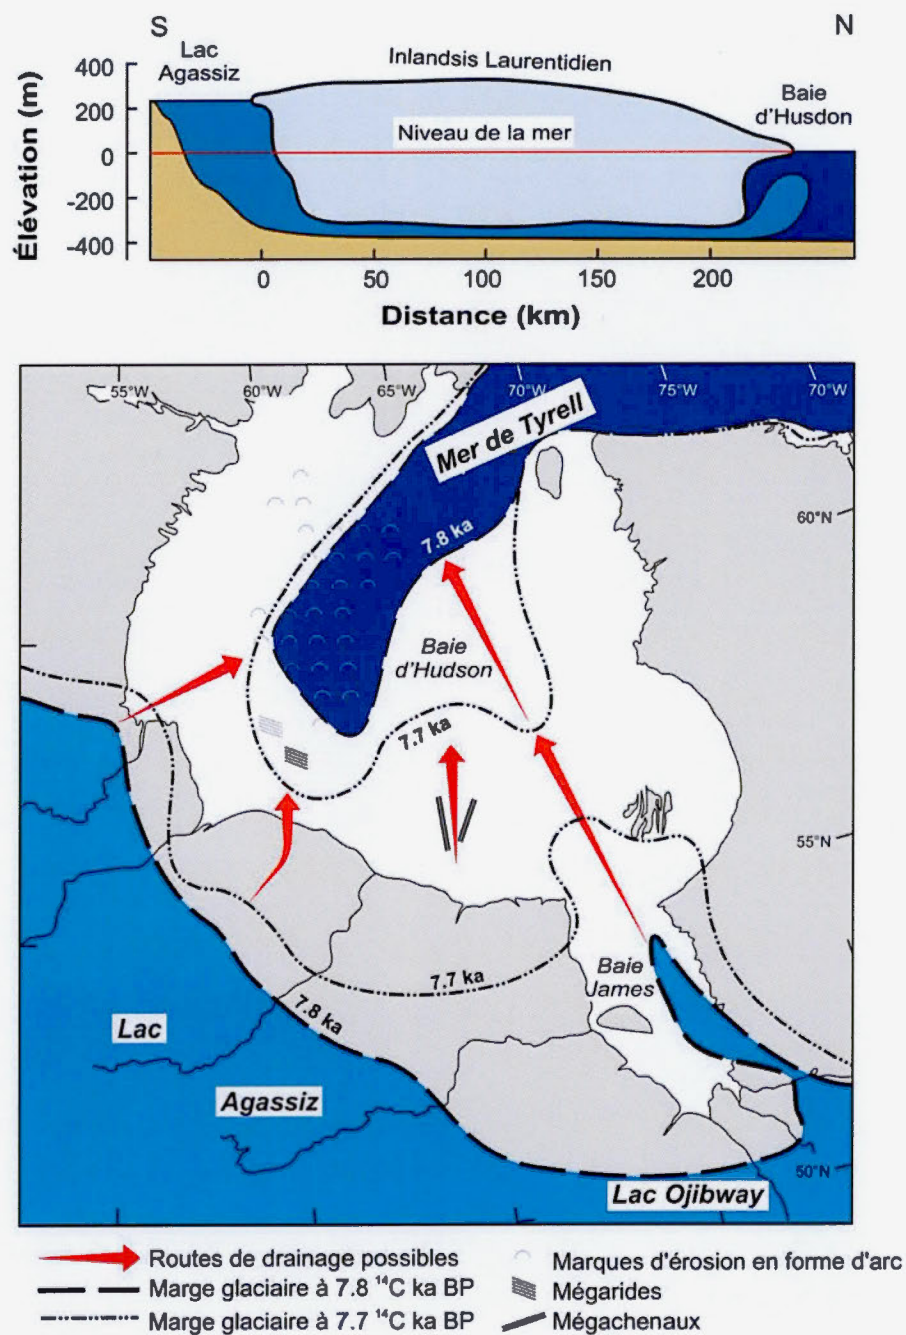 S
N
Lac
Agassiz
Inlandsis Laurentidien
Baie
d'Husdon
Niveau de la mer
Élévation (m)
400
200
0
-200
-400
0
50
100
150
200
Distance (km)
55°W
60°W
65°W
70°W
75°W
70°W
Mer de Tyrell
60°N
7.8 ka
Baie
d'Hudson
7.7 ka
55°N
Baie
James
7.7 ka
7.8 ka
Lac
Agassiz
50°N
Lac Ojibway
Routes de drainage possibles
Marge glaciaire à 7.8 ¹⁴C ka BP
Marge glaciaire à 7.7 ¹⁴C ka BP
Marques d'érosion en forme d'arc
Mégarides
Mégachenaux